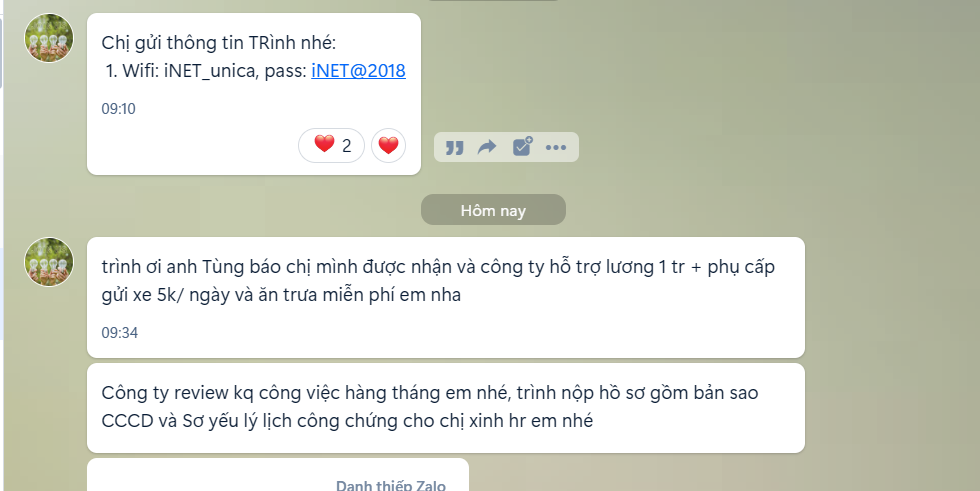 Chị gửi thông tin TRình nhé:
1. Wifi: iNET_unica, pass: iNET@2018
09:10
2
Hôm nay
trình ơi anh Tùng báo chị mình được nhận và công ty hỗ trợ lương 1 tr + phụ cấp
gửi xe 5k/ ngày và ăn trưa miễn phí em nha
09:34
Công ty review kq công việc hàng tháng em nhé, trình nộp hồ sơ gồm bản sao
CCCD và Sơ yếu lý lịch công chứng cho chị xinh hr em nhé
Danh thiếp Zalo